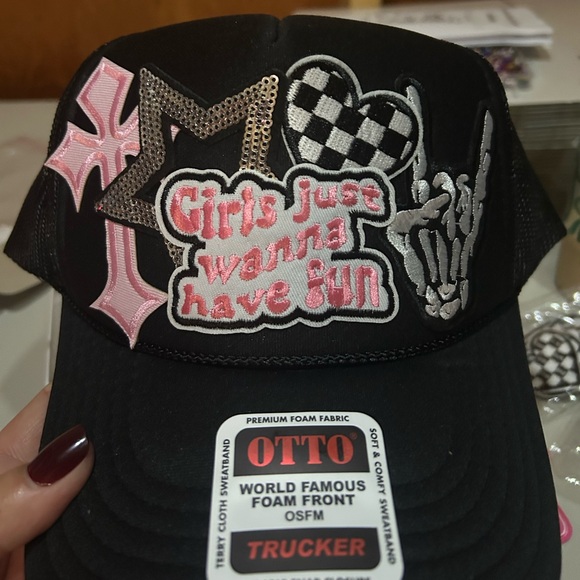 Girls just
wanna
have fun
PREMIUM FOAM FABRIC
TERRY CLOTH SWEATBAND
SOFT & COMFY SWEATBAND
OTTO
WORLD FAMOUS
FOAM FRONT
OSFM
TRUCKER